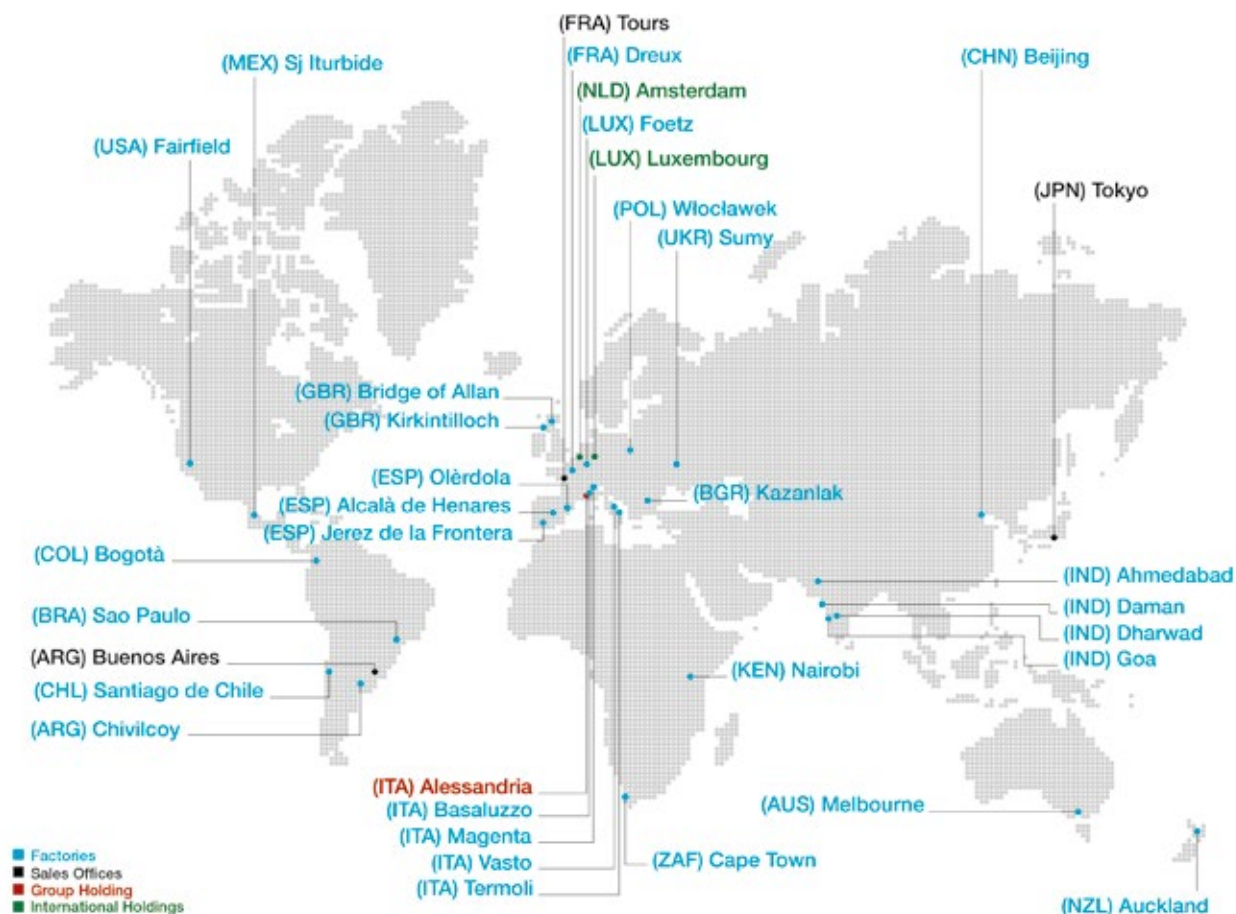 (FRA) Tours
(MEX) Sj Iturbide
(FRA) Dreux
(CHN) Beijing
(NLD) Amsterdam
(LUX) Foetz
(USA) Fairfield
(LUX) Luxembourg
(JPN) Tokyo
(POL) Włocławek
(UKR) Sumy
(GBR) Bridge of Allan
(GBR) Kirkintilloch
(ESP) Olèrdola
(BGR) Kazanlak
(ESP) Alcalà de Henares
(ESP) Jerez de la Frontera
(COL) Bogotà
(IND) Ahmedabad
(IND) Daman
(BRA) Sao Paulo
(IND) Dharwad
(ARG) Buenos Aires
(IND) Goa
(KEN) Nairobi
(CHL) Santiago de Chile
(ARG) Chivilcoy
(ITA) Alessandria
(ITA) Basaluzzo
(AUS) Melbourne
(ITA) Magenta
(ITA) Vasto
(ZAF) Cape Town
(ITA) Termoli
Factories
Sales Offices
Group Holding
International Holdings
(NZL) Auckland